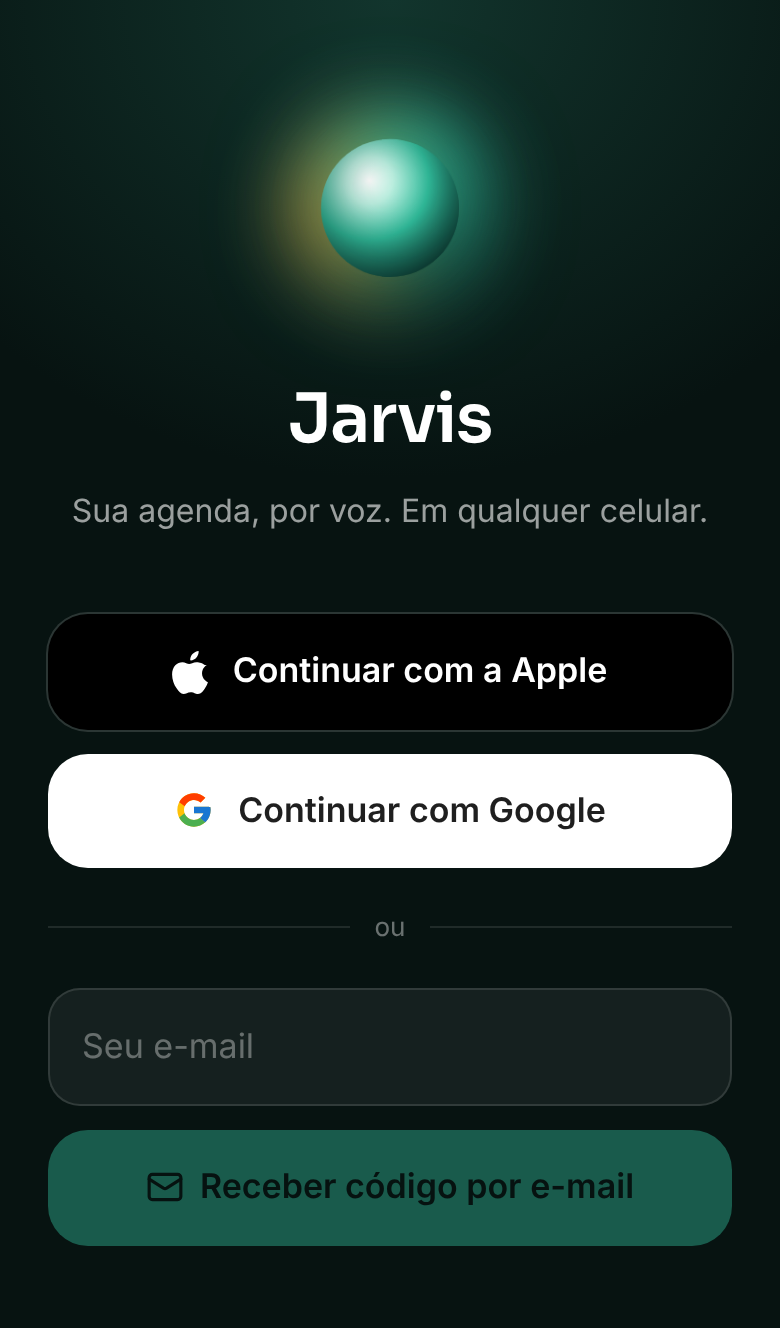 Jarvis
Sua agenda, por voz. Em qualquer celular.
Continuar com a Apple
Continuar com Google
ou
Seu e-mail
Receber código por e-mail